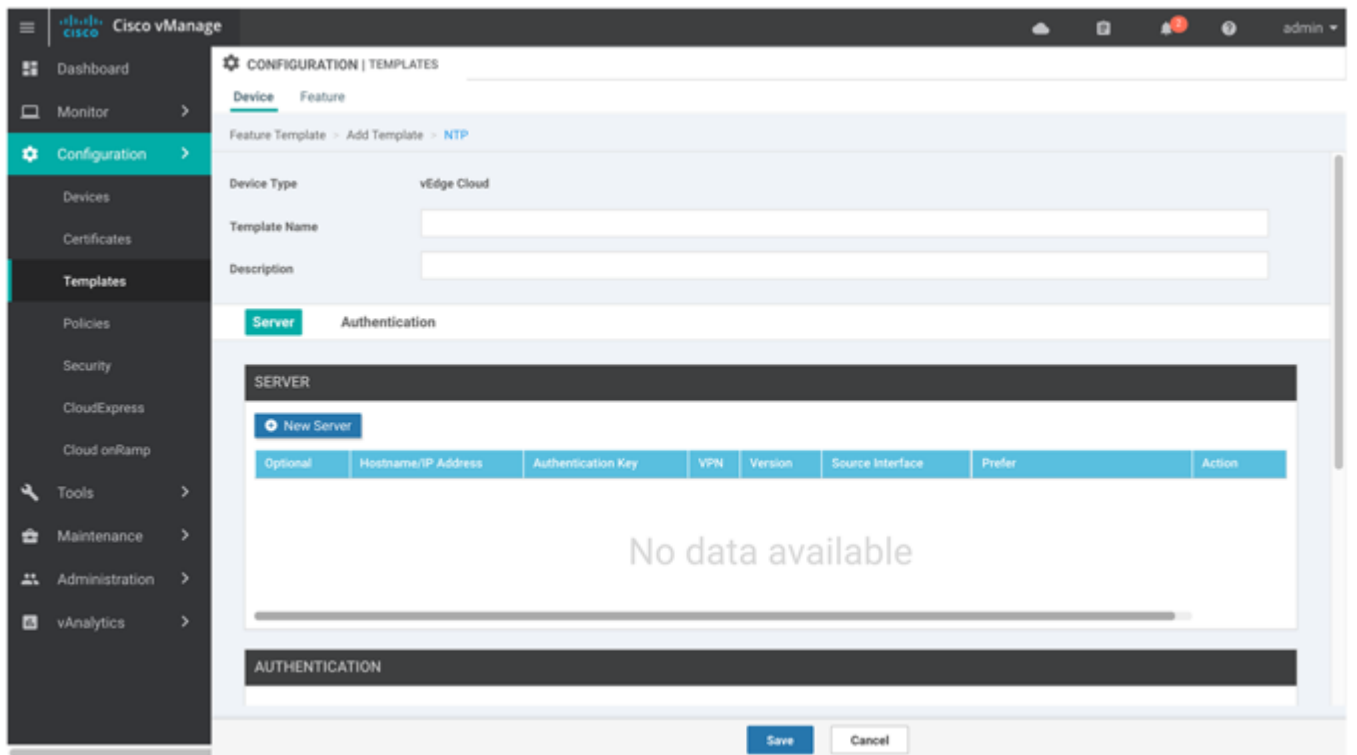 cisco Cisco vManage
2
admin
Dashboard
Monitor
Configuration
Devices
Certificates
Templates
Policies
Security
CloudExpress
Cloud onRamp
Tools
Maintenance
Administration
vAnalytics
CONFIGURATION | TEMPLATES
Device Feature
Feature Template > Add Template > NTP
Device Type vEdge Cloud
Template Name
Description
Server Authentication
SERVER
New Server
Optional Hostname/IP Address Authentication Key VPN Version Source Interface Prefer Action
No data available
AUTHENTICATION
Save Cancel